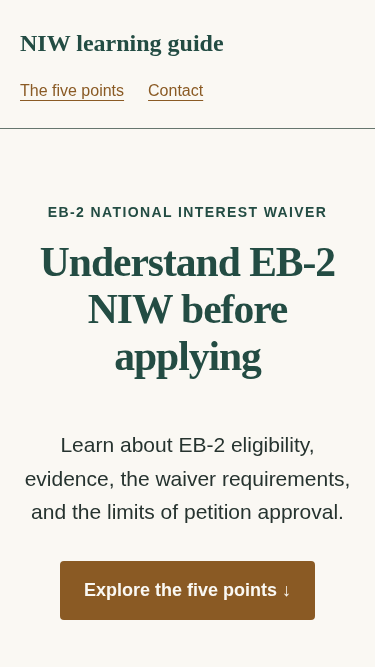 NIW learning guide
The five points Contact
EB-2 NATIONAL INTEREST WAIVER
Understand EB-2
NIW before
applying
Learn about EB-2 eligibility,
evidence, the waiver requirements,
and the limits of petition approval.
Explore the five points ↓